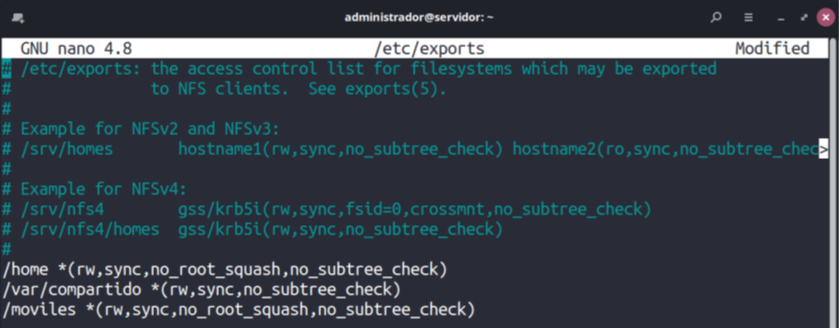 administrador@servidor: ~
GNU nano 4.8 /etc/exports Modified
# /etc/exports: the access control list for filesystems which may be exported
# to NFS clients. See exports(5).
#
# Example for NFSv2 and NFSv3:
# /srv/homes hostname1(rw,sync,no_subtree_check) hostname2(ro,sync,no_subtree_chec>
#
# Example for NFSv4:
# /srv/nfs4 gss/krb5i(rw,sync,fsid=0,crossmnt,no_subtree_check)
# /srv/nfs4/homes gss/krb5i(rw,sync,no_subtree_check)
#
/home *(rw,sync,no_root_squash,no_subtree_check)
/var/compartido *(rw,sync,no_subtree_check)
/moviles *(rw,sync,no_root_squash,no_subtree_check)